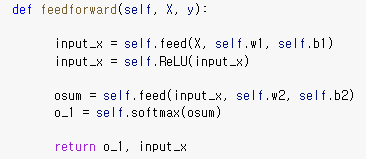 def feedforward(self, X, y):
input_x = self.feed(X, self.w1, self.b1)
input_x = self.ReLU(input_x)
osum = self.feed(input_x, self.w2, self.b2)
o_1 = self.softmax(osum)
return o_1, input_x